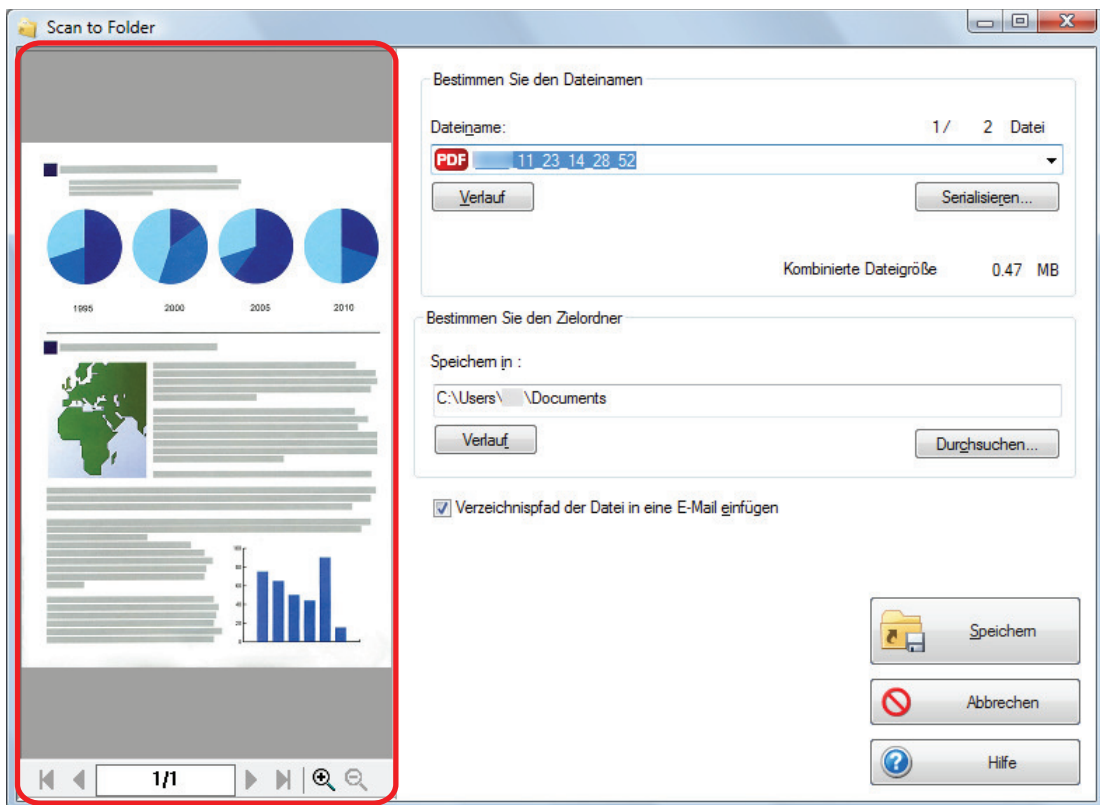 Scan to Folder
Bestimmen Sie den Dateinamen
Dateiname:
1 / 2 Datei
PDF _11_23_14_28_52
Verlauf
Serialisieren...
Kombinierte Dateigröße 0.47 MB
1995 2000 2005 2010
Bestimmen Sie den Zielordner
Speichern in :
C:\Users\ \Documents
Verlauf
Durchsuchen...
Verzeichnispfad der Datei in eine E-Mail einfügen
Speichern
Abbrechen
Hilfe
1/1